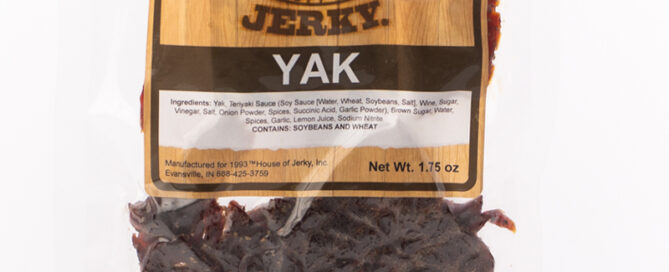 JERKY.
YAK
Ingredients: Yak, Teriyaki Sauce (Soy Sauce [Water, Wheat, Soybeans, Salt], Wine, Sugar,
Vinegar, Salt, Onion Powder, Spices, Succinic Acid, Garlic Powder), Brown Sugar, Water,
Spices, Garlic, Lemon Juice, Sodium Nitrite.
CONTAINS: SOYBEANS AND WHEAT
Manufactured for 1993™House of Jerky, Inc.
Evansville, IN 888-425-3759
Net Wt. 1.75 oz